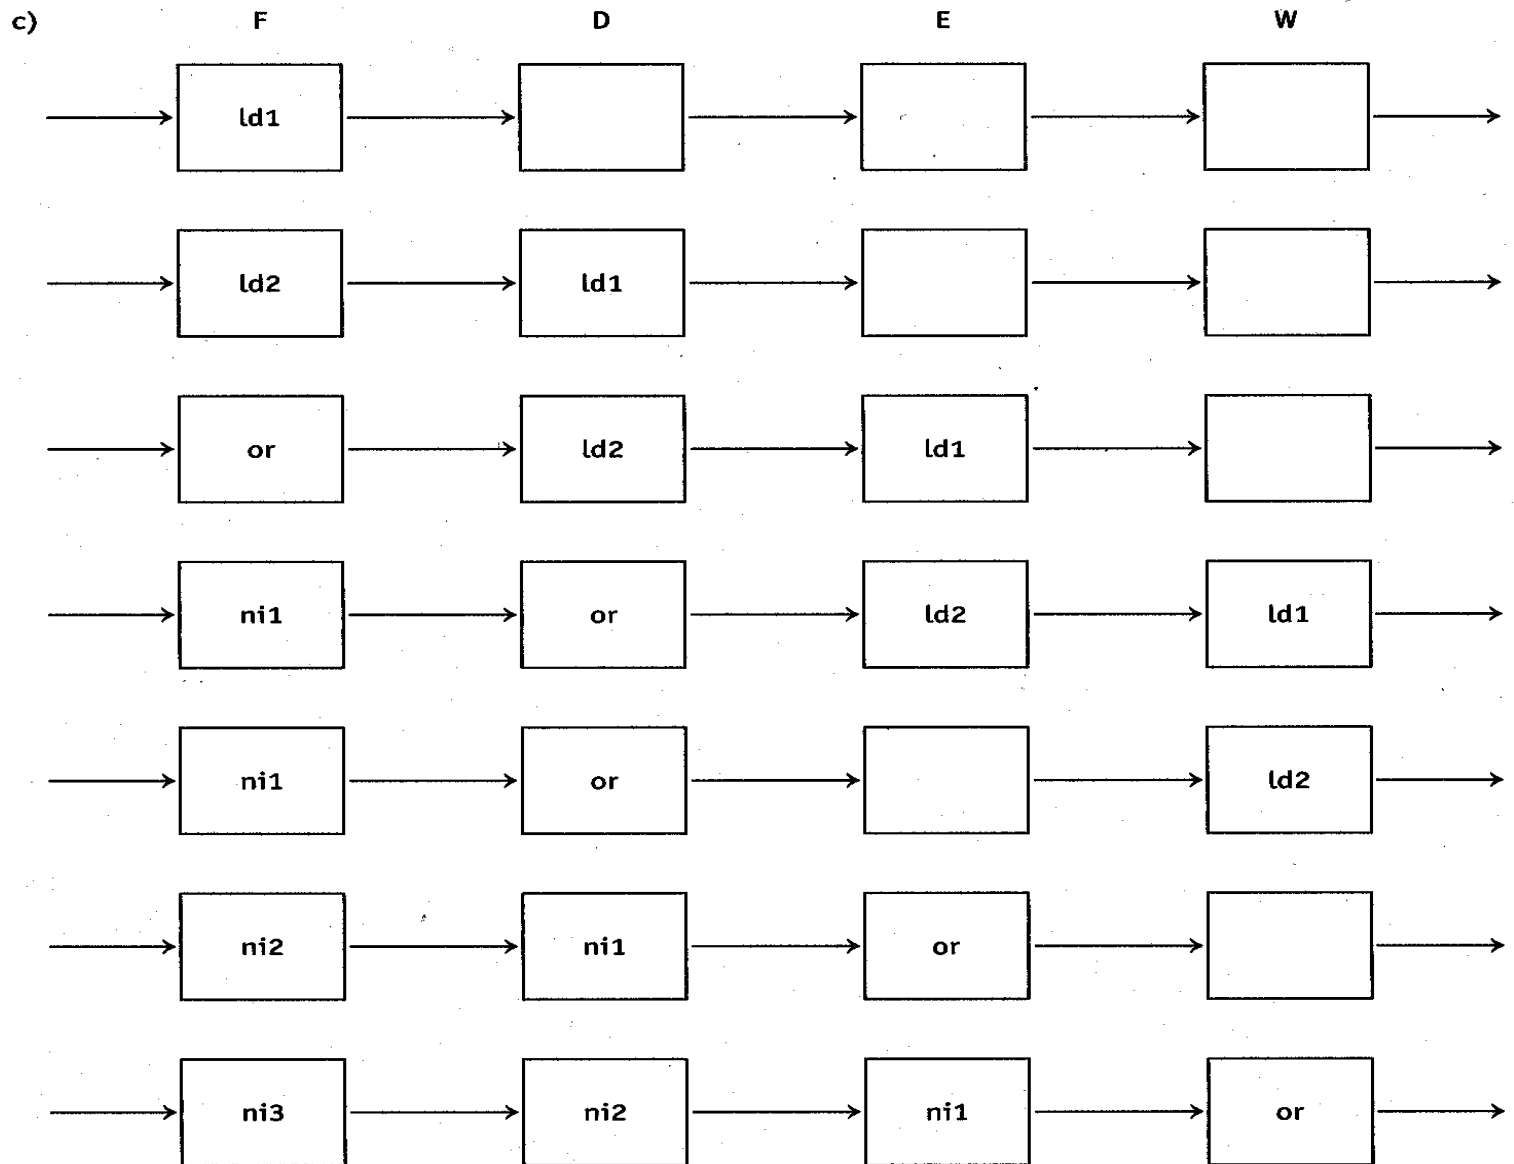 c) F D E W
ld1
ld2 ld1
or ld2 ld1
ni1 or ld2 ld1
ni1 or ld2
ni2 ni1 or
ni3 ni2 ni1 or